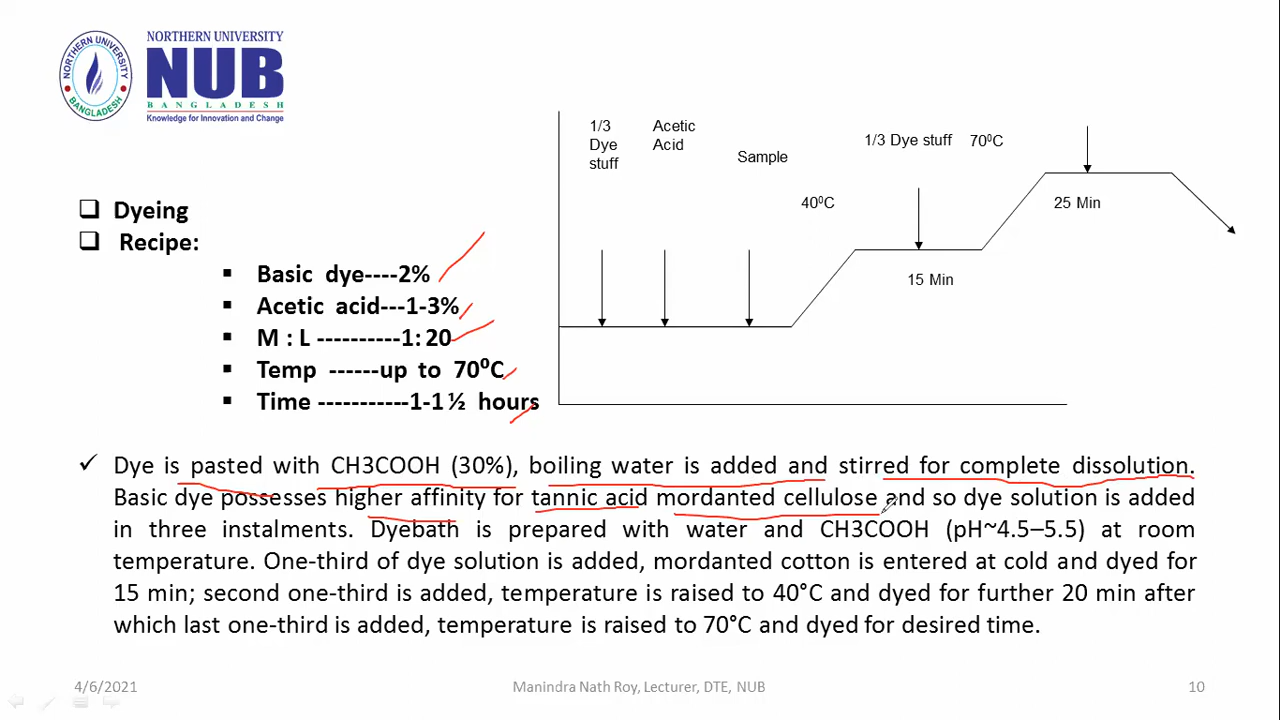 NORTHERN UNIVERSITY
NUB
BANGLADESH
Knowledge for Innovation and Change
NORTHERN UNIVERSITY
BANGLADESH
1/3 Dye stuff
Acetic Acid
Sample
40⁰C
1/3 Dye stuff
70⁰C
15 Min
25 Min
❑ Dyeing
❑ Recipe:
▪ Basic dye----2%
▪ Acetic acid---1-3%
▪ M : L ----------1: 20
▪ Temp ------up to 70⁰C
▪ Time -----------1-1 ½ hours
✓ Dye is pasted with CH3COOH (30%), boiling water is added and stirred for complete dissolution.
Basic dye possesses higher affinity for tannic acid mordanted cellulose and so dye solution is added
in three instalments. Dyebath is prepared with water and CH3COOH (pH~4.5–5.5) at room
temperature. One-third of dye solution is added, mordanted cotton is entered at cold and dyed for
15 min; second one-third is added, temperature is raised to 40°C and dyed for further 20 min after
which last one-third is added, temperature is raised to 70°C and dyed for desired time.
4/6/2021
Manindra Nath Roy, Lecturer, DTE, NUB
10